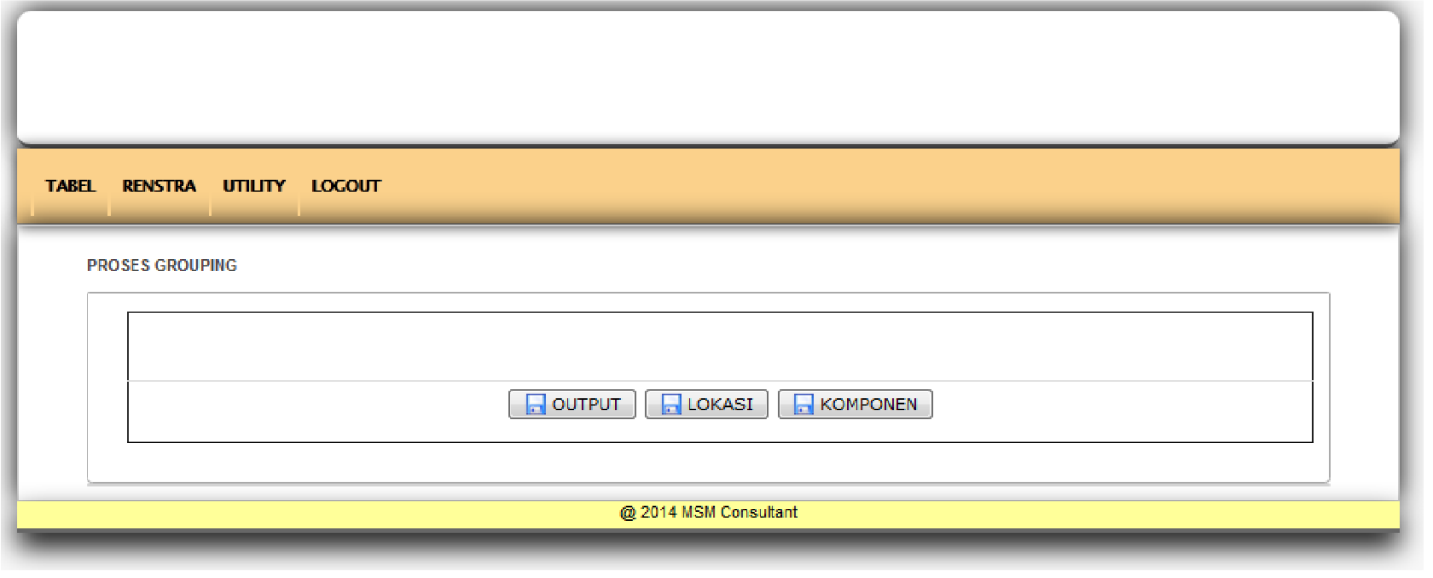 TABEL RENSTRA UTILITY LOGOUT
PROSES GROUPING
OUTPUT LOKASI KOMPONEN
@ 2014 MSM Consultant